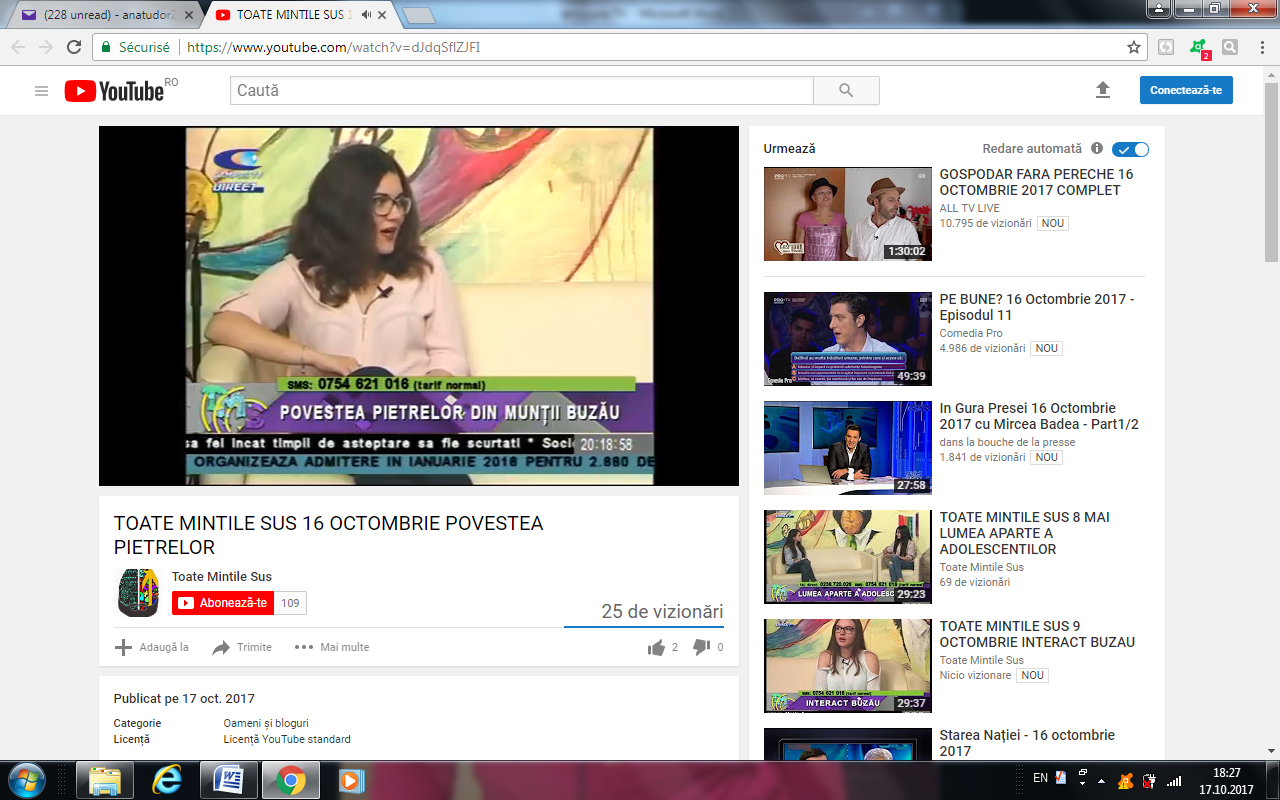 (228 unread) - anatudor2
TOATE MINTILE SUS 1
Sécurisé
https://www.youtube.com/watch?v=dJdqSflZJFI
2
YouTube RO
Caută
Conectează-te
DIRECT
SMS: 0754 621 016 (tarif normal)
POVESTEA PIETRELOR DIN MUNȚII BUZĂU
sa fel incat timpii de asteptare sa fie scurtati * Soci
20:18:58
ORGANIZEAZA ADMITERE IN IANUARIE 2018 PENTRU 2.880 DE
TOATE MINTILE SUS 16 OCTOMBRIE POVESTEA
PIETRELOR
Toate Mintile Sus
Abonează-te 109
25 de vizionări
Adaugă la
Trimite
Mai multe
2
0
Publicat pe 17 oct. 2017
Categorie
Oameni și bloguri
Licență
Licență YouTube standard
Urmează
Redare automată
GOSPODAR FARA PERECHE 16
OCTOMBRIE 2017 COMPLET
ALL TV LIVE
10.795 de vizionări NOU
1:30:02
PE BUNE? 16 Octombrie 2017 -
Episodul 11
Comedia Pro
4.986 de vizionări NOU
49:39
In Gura Presei 16 Octombrie
2017 cu Mircea Badea - Part1/2
dans la bouche de la presse
1.841 de vizionări NOU
27:58
TOATE MINTILE SUS 8 MAI
LUMEA APARTE A
ADOLESCENTILOR
Toate Mintile Sus
69 de vizionări
LUMEA APARTE A ADOLESC
29:23
TOATE MINTILE SUS 9
OCTOMBRIE INTERACT BUZAU
Toate Mintile Sus
Nicio vizionare NOU
INTERACT BUZĂU
29:37
Starea Nației - 16 octombrie
2017
EN
18:27
17.10.2017